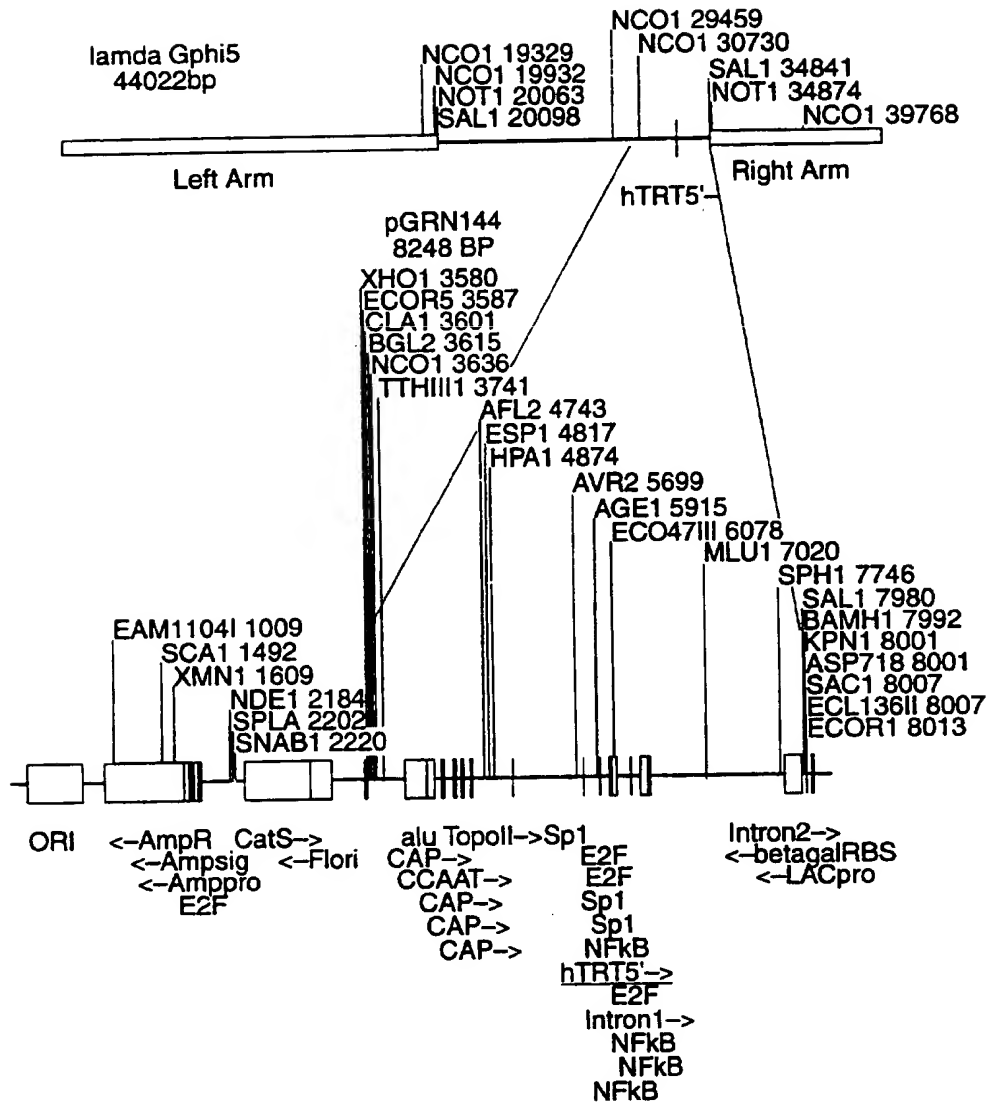 lamda Gphi5
44022bp
NCO1 19329
NCO1 19932
NOT1 20063
SAL1 20098
NCO1 29459
NCO1 30730
SAL1 34841
NOT1 34874
NCO1 39768
Left Arm
Right Arm
hTRT5'
pGRN144
8248 BP
XHO1 3580
ECOR5 3587
CLA1 3601
BGL2 3615
NCO1 3636
TTHIII1 3741
AFL2 4743
ESP1 4817
HPA1 4874
AVR2 5699
AGE1 5915
ECO47III 6078
MLU1 7020
SPH1 7746
SAL1 7980
BAMH1 7992
KPN1 8001
ASP718 8001
SAC1 8007
ECL136II 8007
ECOR1 8013
EAM1104I 1009
SCA1 1492
XMN1 1609
NDE1 2184
SPLA 2202
SNAB1 2220
ORI
<-AmpR
<-Ampsig
<-Amppro
E2F
CatS->
<-Flori
alu TopoII->Sp1
CAP->
CCAAT->
CAP->
CAP->
CAP->
E2F
E2F
Sp1
Sp1
NFkB
hTRT5'->
E2F
Intron1->
NFkB
NFkB
NFkB
Intron2->
<-betagalRBS
<-LACpro